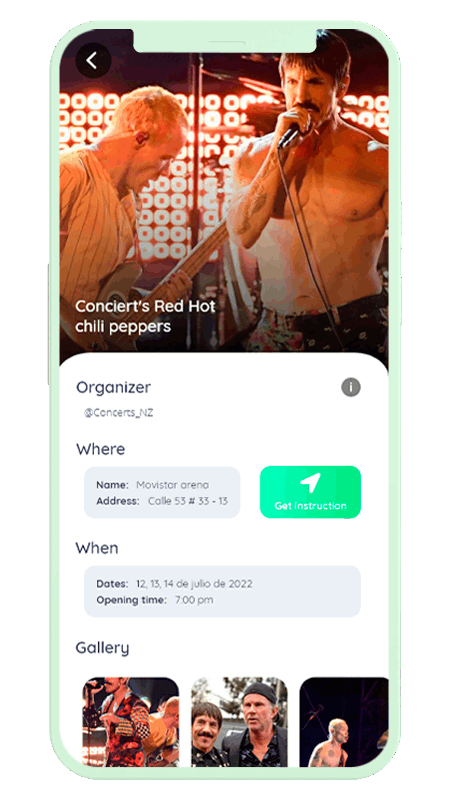 Conciert's Red Hot
chili peppers
Organizer
i
@Concerts_NZ
Where
Name: Movistar arena
Address: Calle 53 # 33 - 13
Get Instruction
When
Dates: 12, 13, 14 de julio de 2022
Opening time: 7:00 pm
Gallery